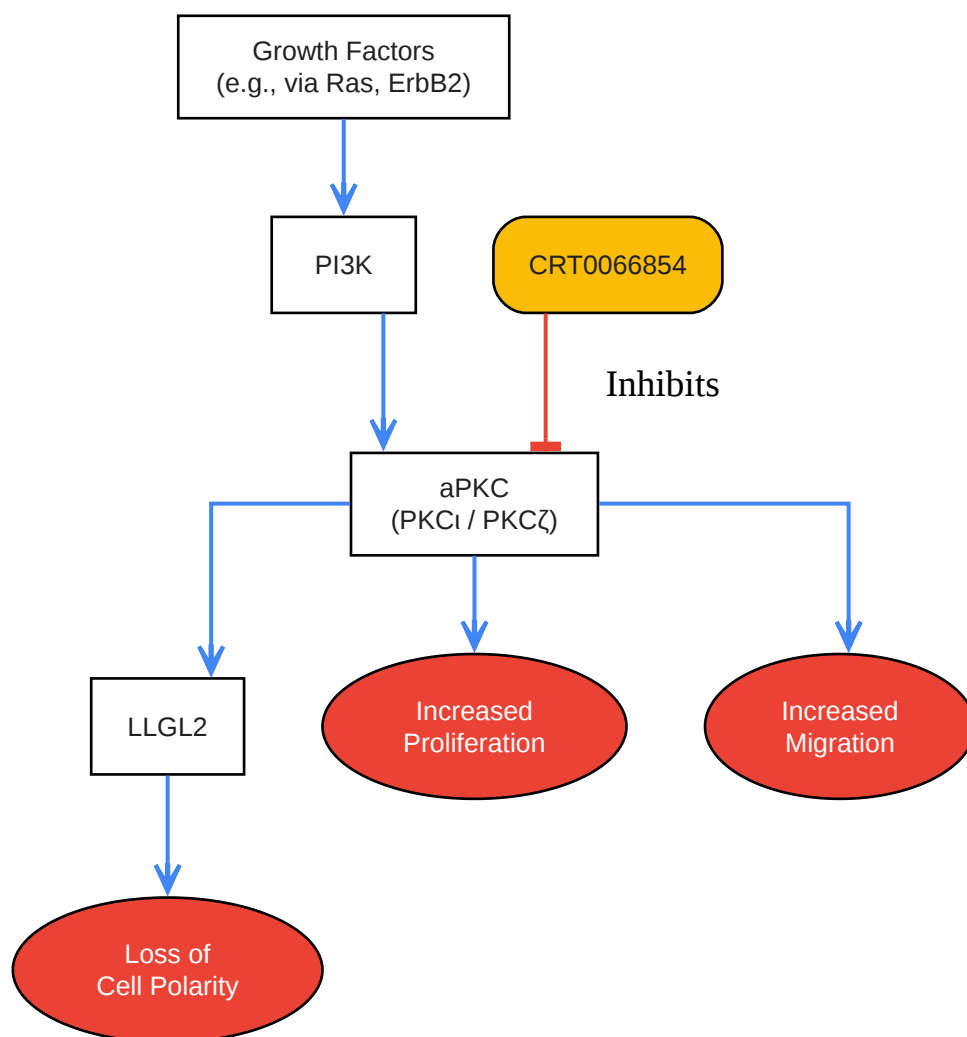 Growth Factors
(e.g., via Ras, ErbB2)
PI3K
CRT0066854
Inhibits
aPKC
(PKCι / PKCζ)
LLGL2
Increased
Proliferation
Increased
Migration
Loss of
Cell Polarity